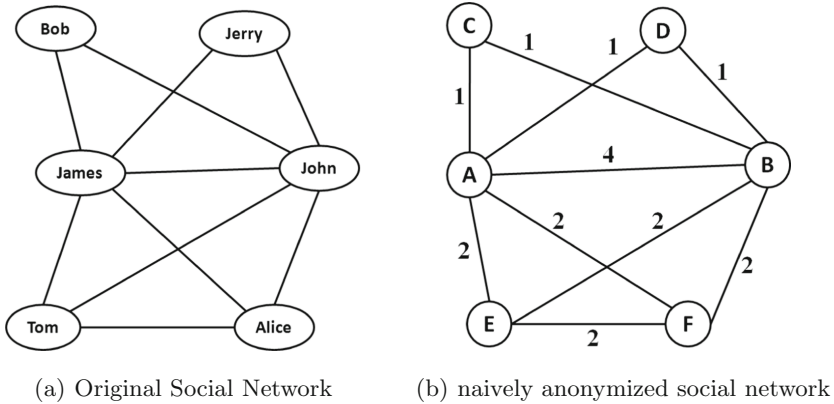 Bob
Jerry
James
John
Tom
Alice
(a) Original Social Network
C
D
1
1
1
1
A
4
B
2
2
2
2
E
2
F
(b) naively anonymized social network